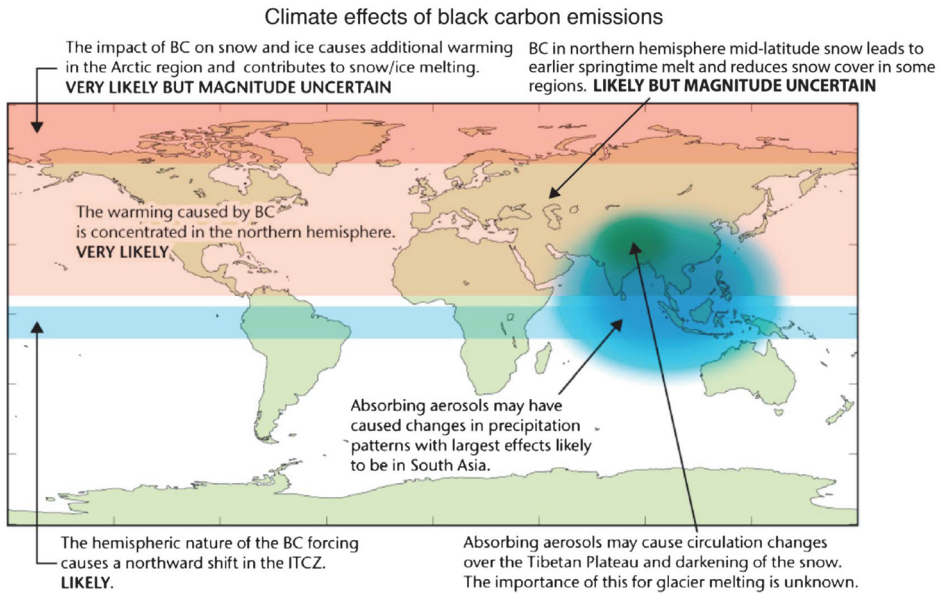 Climate effects of black carbon emissions
The impact of BC on snow and ice causes additional warming
in the Arctic region and contributes to snow/ice melting.
VERY LIKELY BUT MAGNITUDE UNCERTAIN
BC in northern hemisphere mid-latitude snow leads to
earlier springtime melt and reduces snow cover in some
regions. LIKELY BUT MAGNITUDE UNCERTAIN
The warming caused by BC
is concentrated in the northern hemisphere.
VERY LIKELY
Absorbing aerosols may have
caused changes in precipitation
patterns with largest effects likely
to be in South Asia.
The hemispheric nature of the BC forcing
causes a northward shift in the ITCZ.
LIKELY.
Absorbing aerosols may cause circulation changes
over the Tibetan Plateau and darkening of the snow.
The importance of this for glacier melting is unknown.